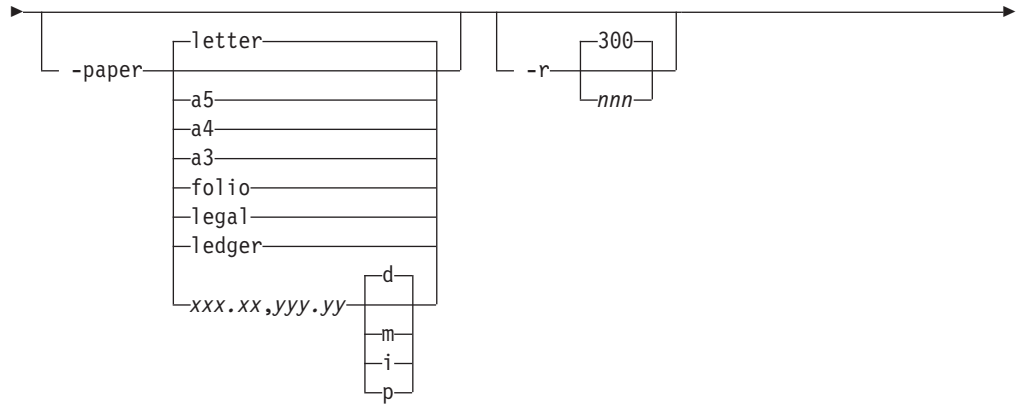 letter 300
-paper -r
a5 nnn
a4
a3
folio
legal
ledger
d
xxx.xx,yyy.yy
m
i
p